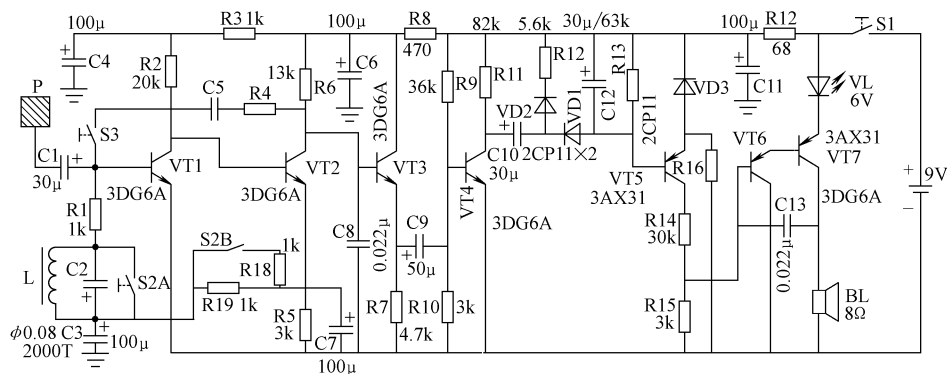 100μ
R3 1k
100μ
R8
82k
5.6k
30μ/63k
100μ
R12
S1
C4
R2
20k
13k
R6
C6
470
36k
R9
R11
R12
C12
R13
C11
68
VD3
VL
6V
P
C5
R4
3DG6A
VD2
VD1
2CP11
S3
C1
30μ
VT1
3DG6A
VT2
3DG6A
VT3
VT4
C10
30μ
2CP11×2
3DG6A
VT5
3AX31
R16
VT6
3AX31
VT7
3DG6A
+
9V
−
R1
1k
S2B
1k
C8
0.022μ
C9
50μ
R14
30k
C13
0.022μ
L
C2
S2A
R18
R19 1k
R5
3k
C7
R7
4.7k
R10
3k
R15
3k
BL
8Ω
ϕ0.08
2000T
C3
100μ
100μ